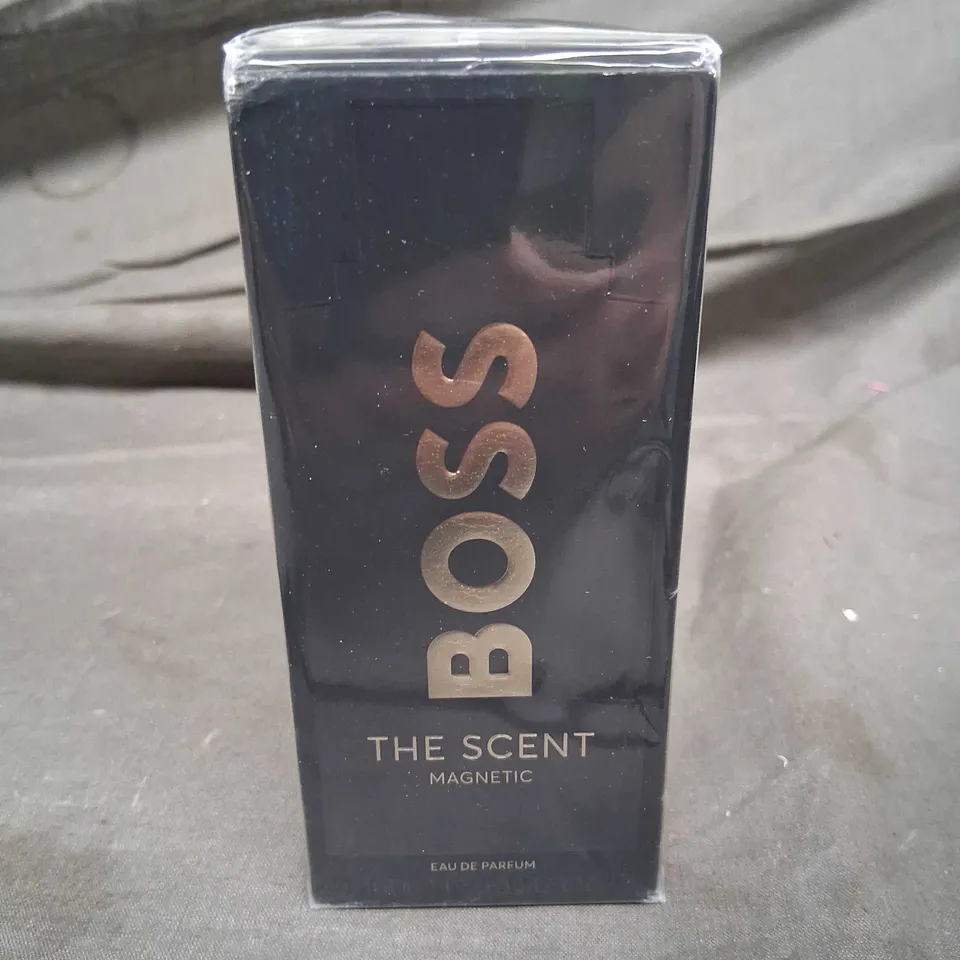 BOSS
THE SCENT
MAGNETIC
EAU DE PARFUM